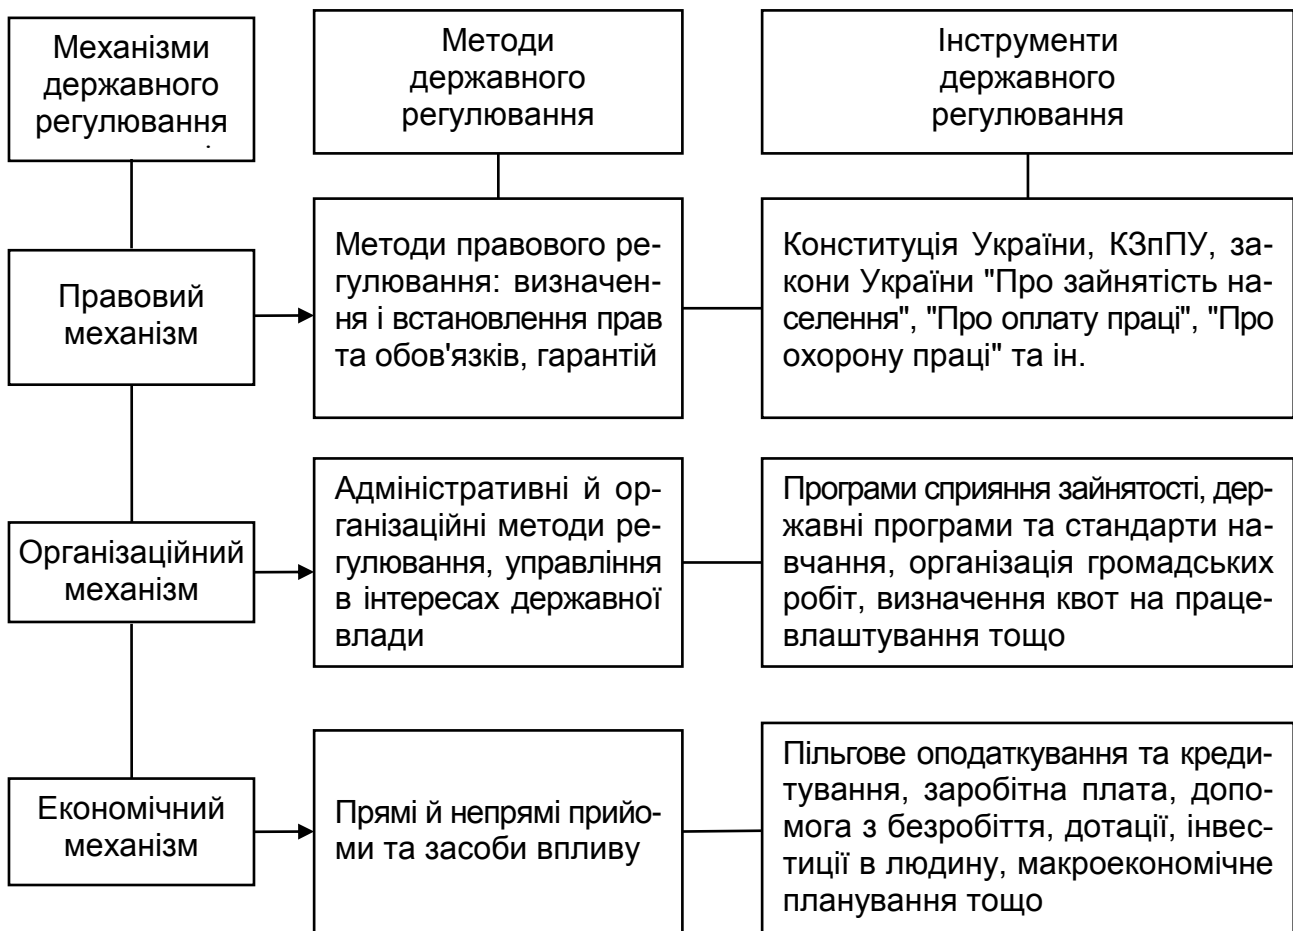 Механізми
державного
регулювання
Методи
державного
регулювання
Інструменти
державного
регулювання
Правовий
механізм
Методи правового ре-
гулювання: визначен-
ня і встановлення прав
та обов'язків, гарантій
Конституція України, КЗпПУ, за-
кони України "Про зайнятість на-
селення", "Про оплату праці", "Про
охорону праці" та ін.
Організаційний
механізм
Адміністративні й ор-
ганізаційні методи ре-
гулювання, управління
в інтересах державної
влади
Програми сприяння зайнятості, дер-
жавні програми та стандарти на-
вчання, організація громадських
робіт, визначення квот на праце-
влаштування тощо
Економічний
механізм
Прямі й непрямі прийо-
ми та засоби впливу
Пільгове оподаткування та креди-
тування, заробітна плата, допо-
мога з безробіття, дотації, інвес-
тиції в людину, макроекономічне
планування тощо